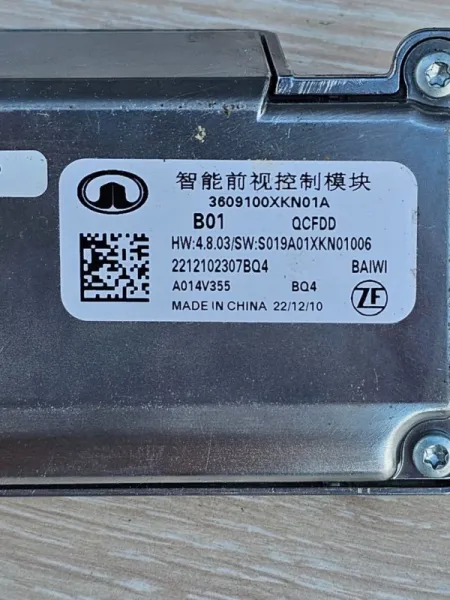 智能前视控制模块
3609100XKN01A
B01 QCFDD
HW:4.8.03/SW:S019A01XKN01006
2212102307BQ4 BAIWI
A014V355 BQ4
MADE IN CHINA 22/12/10
ZF